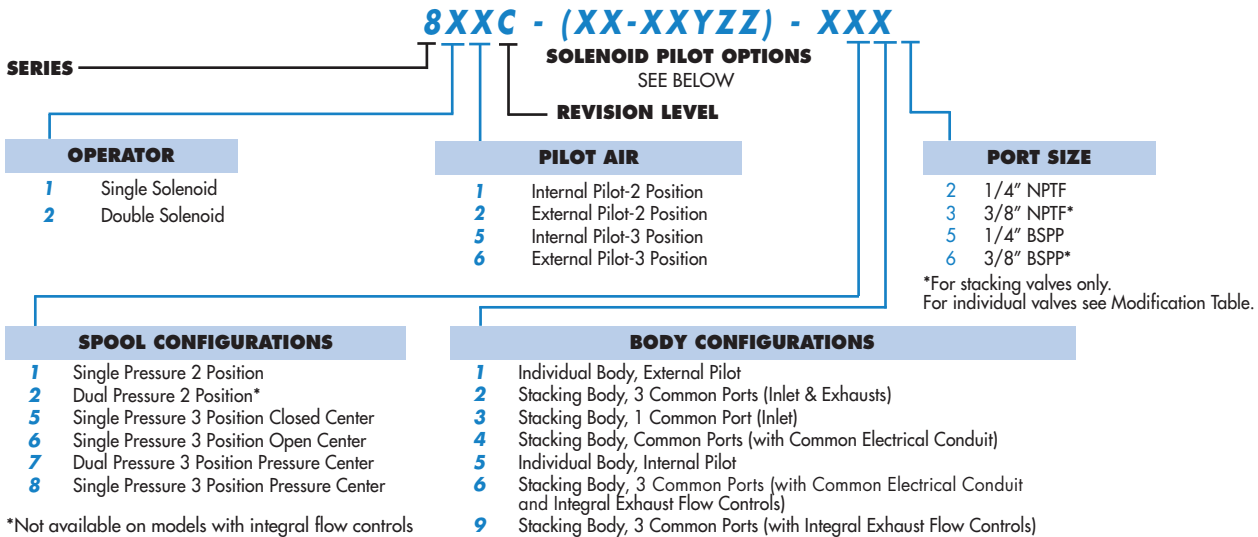 8XXC - (XX-XXYZZ) - XXX
SERIES
SOLENOID PILOT OPTIONS
SEE BELOW
REVISION LEVEL
OPERATOR
1 Single Solenoid
2 Double Solenoid
PILOT AIR
1 Internal Pilot-2 Position
2 External Pilot-2 Position
5 Internal Pilot-3 Position
6 External Pilot-3 Position
PORT SIZE
2 1/4" NPTF
3 3/8" NPTF*
5 1/4" BSPP
6 3/8" BSPP*
*For stacking valves only.
For individual valves see Modification Table.
SPOOL CONFIGURATIONS
1 Single Pressure 2 Position
2 Dual Pressure 2 Position*
5 Single Pressure 3 Position Closed Center
6 Single Pressure 3 Position Open Center
7 Dual Pressure 3 Position Pressure Center
8 Single Pressure 3 Position Pressure Center
*Not available on models with integral flow controls
BODY CONFIGURATIONS
1 Individual Body, External Pilot
2 Stacking Body, 3 Common Ports (Inlet & Exhausts)
3 Stacking Body, 1 Common Port (Inlet)
4 Stacking Body, Common Ports (with Common Electrical Conduit)
5 Individual Body, Internal Pilot
6 Stacking Body, 3 Common Ports (with Common Electrical Conduit
and Integral Exhaust Flow Controls)
9 Stacking Body, 3 Common Ports (with Integral Exhaust Flow Controls)